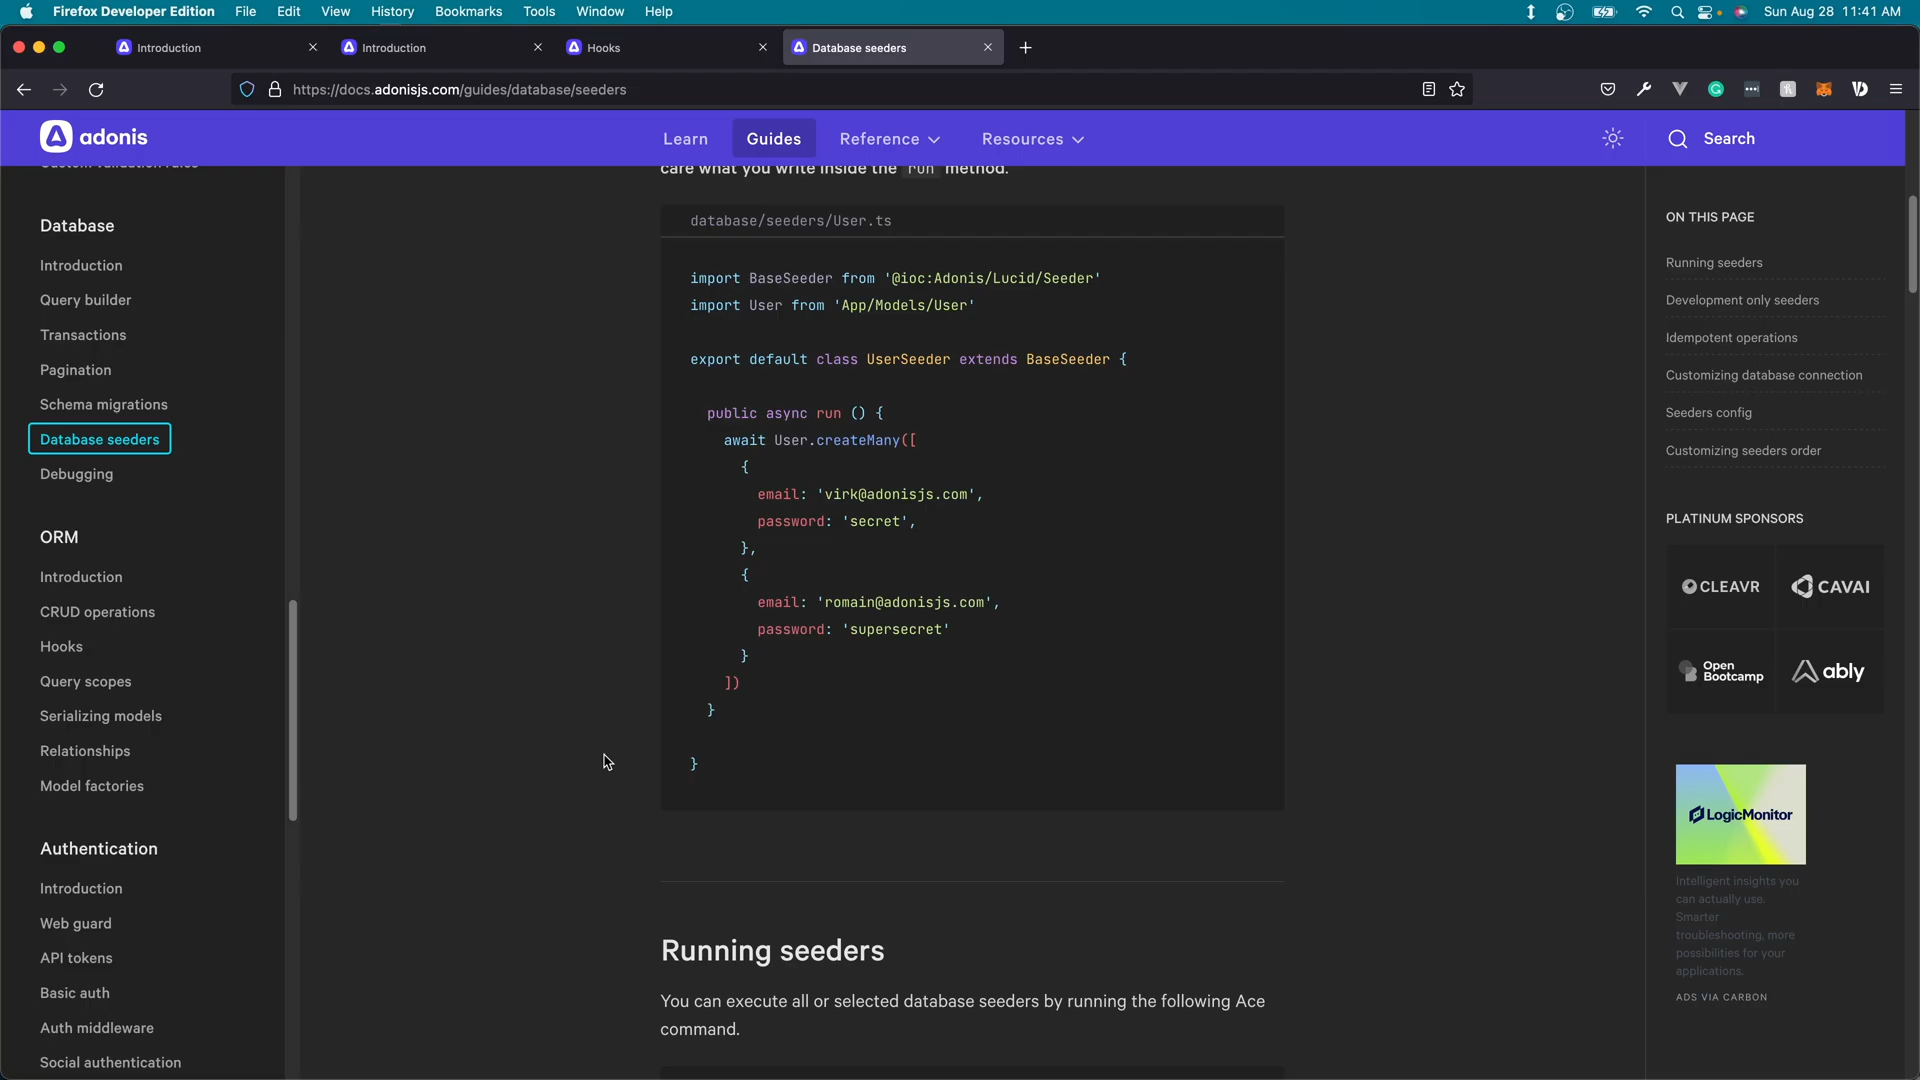 Firefox Developer Edition File Edit View History Bookmarks Tools Window Help Sun Aug 28 11:41 AM
Introduction Introduction Hooks Database seeders
https://docs.adonisjs.com/guides/database/seeders
adonis Learn Guides Reference Resources Search
Custom validation rules
Database
Introduction
Query builder
Transactions
Pagination
Schema migrations
Database seeders
Debugging
ORM
Introduction
CRUD operations
Hooks
Query scopes
Serializing models
Relationships
Model factories
Authentication
Introduction
Web guard
API tokens
Basic auth
Auth middleware
Social authentication
care what you write inside the run method.
database/seeders/User.ts
import BaseSeeder from '@ioc:Adonis/Lucid/Seeder'
import User from 'App/Models/User'
export default class UserSeeder extends BaseSeeder {
public async run () {
await User.createMany([
{
email: 'virk@adonisjs.com',
password: 'secret',
},
{
email: 'romain@adonisjs.com',
password: 'supersecret'
}
])
}
}
Running seeders
You can execute all or selected database seeders by running the following Ace
command.
ON THIS PAGE
Running seeders
Development only seeders
Idempotent operations
Customizing database connection
Seeders config
Customizing seeders order
PLATINUM SPONSORS
CLEAVR CAVAI
Open
Bootcamp
ably
LogicMonitor
Intelligent insights you
can actually use.
Smarter
troubleshooting, more
possibilities for your
applications.
ADS VIA CARBON